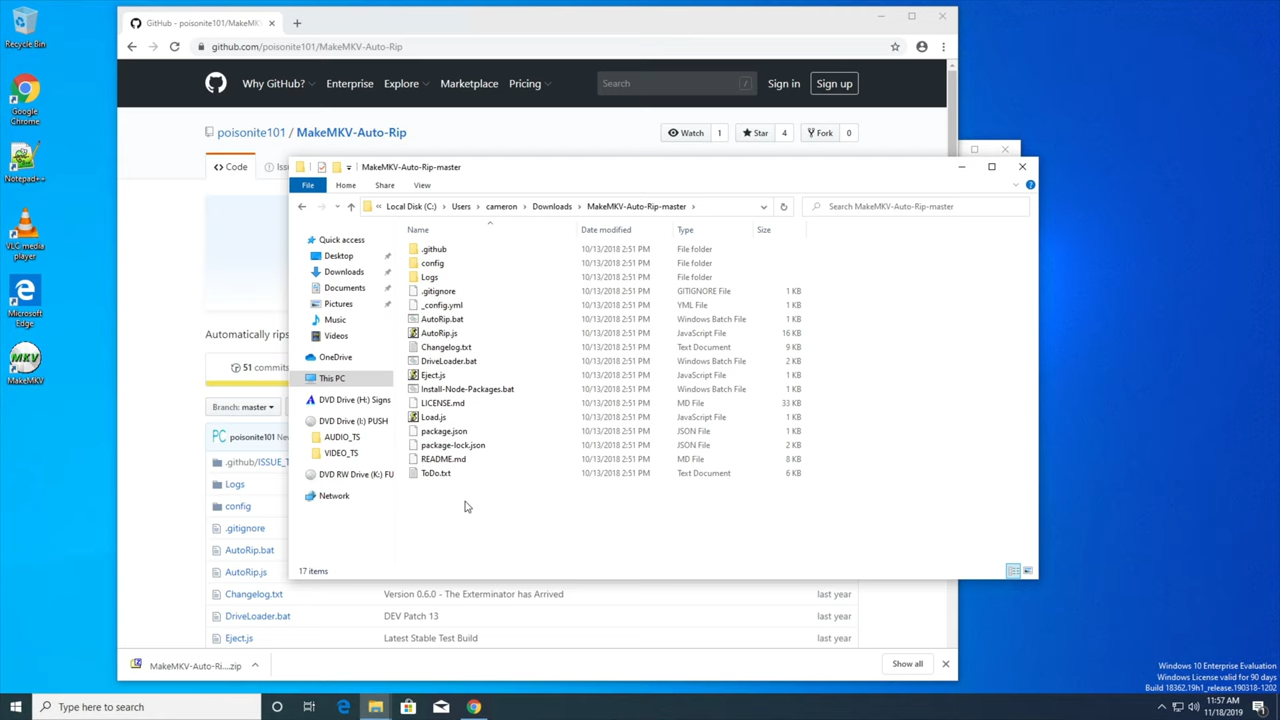 Recycle Bin
Google
Chrome
Notepad++
VLC media
player
Microsoft
Edge
MKV
MakeMKV
GitHub - poisonite101/MakeMK
github.com/poisonite101/MakeMKV-Auto-Rip
Why GitHub?
Enterprise
Explore
Marketplace
Pricing
Search
/
Sign in
Sign up
poisonite101 / MakeMKV-Auto-Rip
Watch 1
Star 4
Fork 0
Code
Iss
Automatically rips
51 commits
Branch: master
PC poisonite101 Ne
.github/ISSUE_T
Logs
config
.gitignore
AutoRip.bat
AutoRip.js
Changelog.txt Version 0.6.0 - The Exterminator has Arrived last year
DriveLoader.bat DEV Patch 13 last year
Eject.js Latest Stable Test Build last year
MakeMKV-Auto-Ri....zip
Show all
MakeMKV-Auto-Rip-master
File Home Share View
« Local Disk (C:) › Users › cameron › Downloads › MakeMKV-Auto-Rip-master ›
Search MakeMKV-Auto-Rip-master
Quick access
Desktop
Downloads
Documents
Pictures
Music
Videos
OneDrive
This PC
DVD Drive (H:) Signs
DVD Drive (I:) PUSH
AUDIO_TS
VIDEO_TS
DVD RW Drive (K:) FU
Network
Name Date modified Type Size
.github 10/13/2018 2:51 PM File folder
config 10/13/2018 2:51 PM File folder
Logs 10/13/2018 2:51 PM File folder
.gitignore 10/13/2018 2:51 PM GITIGNORE File 1 KB
_config.yml 10/13/2018 2:51 PM YML File 1 KB
AutoRip.bat 10/13/2018 2:51 PM Windows Batch File 1 KB
AutoRip.js 10/13/2018 2:51 PM JavaScript File 16 KB
Changelog.txt 10/13/2018 2:51 PM Text Document 9 KB
DriveLoader.bat 10/13/2018 2:51 PM Windows Batch File 2 KB
Eject.js 10/13/2018 2:51 PM JavaScript File 1 KB
Install-Node-Packages.bat 10/13/2018 2:51 PM Windows Batch File 1 KB
LICENSE.md 10/13/2018 2:51 PM MD File 33 KB
Load.js 10/13/2018 2:51 PM JavaScript File 1 KB
package.json 10/13/2018 2:51 PM JSON File 1 KB
package-lock.json 10/13/2018 2:51 PM JSON File 2 KB
README.md 10/13/2018 2:51 PM MD File 8 KB
ToDo.txt 10/13/2018 2:51 PM Text Document 6 KB
17 items
Windows 10 Enterprise Evaluation
Windows License valid for 90 days
Build 18362.19h1_release.190318-1202
Type here to search
11:57 AM
11/18/2019
1